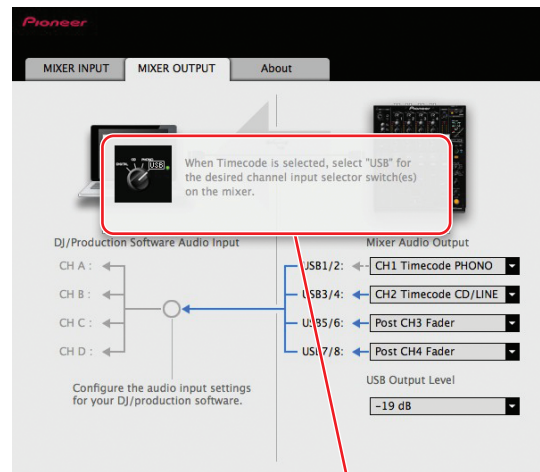 Pioneer
MIXER INPUT
MIXER OUTPUT
About
DIGITAL
CD
PHONO
USB
When Timecode is selected, select "USB" for
the desired channel input selector switch(es)
on the mixer.
DJ/Production Software Audio Input
Mixer Audio Output
CH A :
USB1/2:
CH1 Timecode PHONO
CH B :
USB3/4:
CH2 Timecode CD/LINE
CH C :
USB5/6:
Post CH3 Fader
CH D :
USB7/8:
Post CH4 Fader
Configure the audio input settings
for your DJ/production software.
USB Output Level
-19 dB